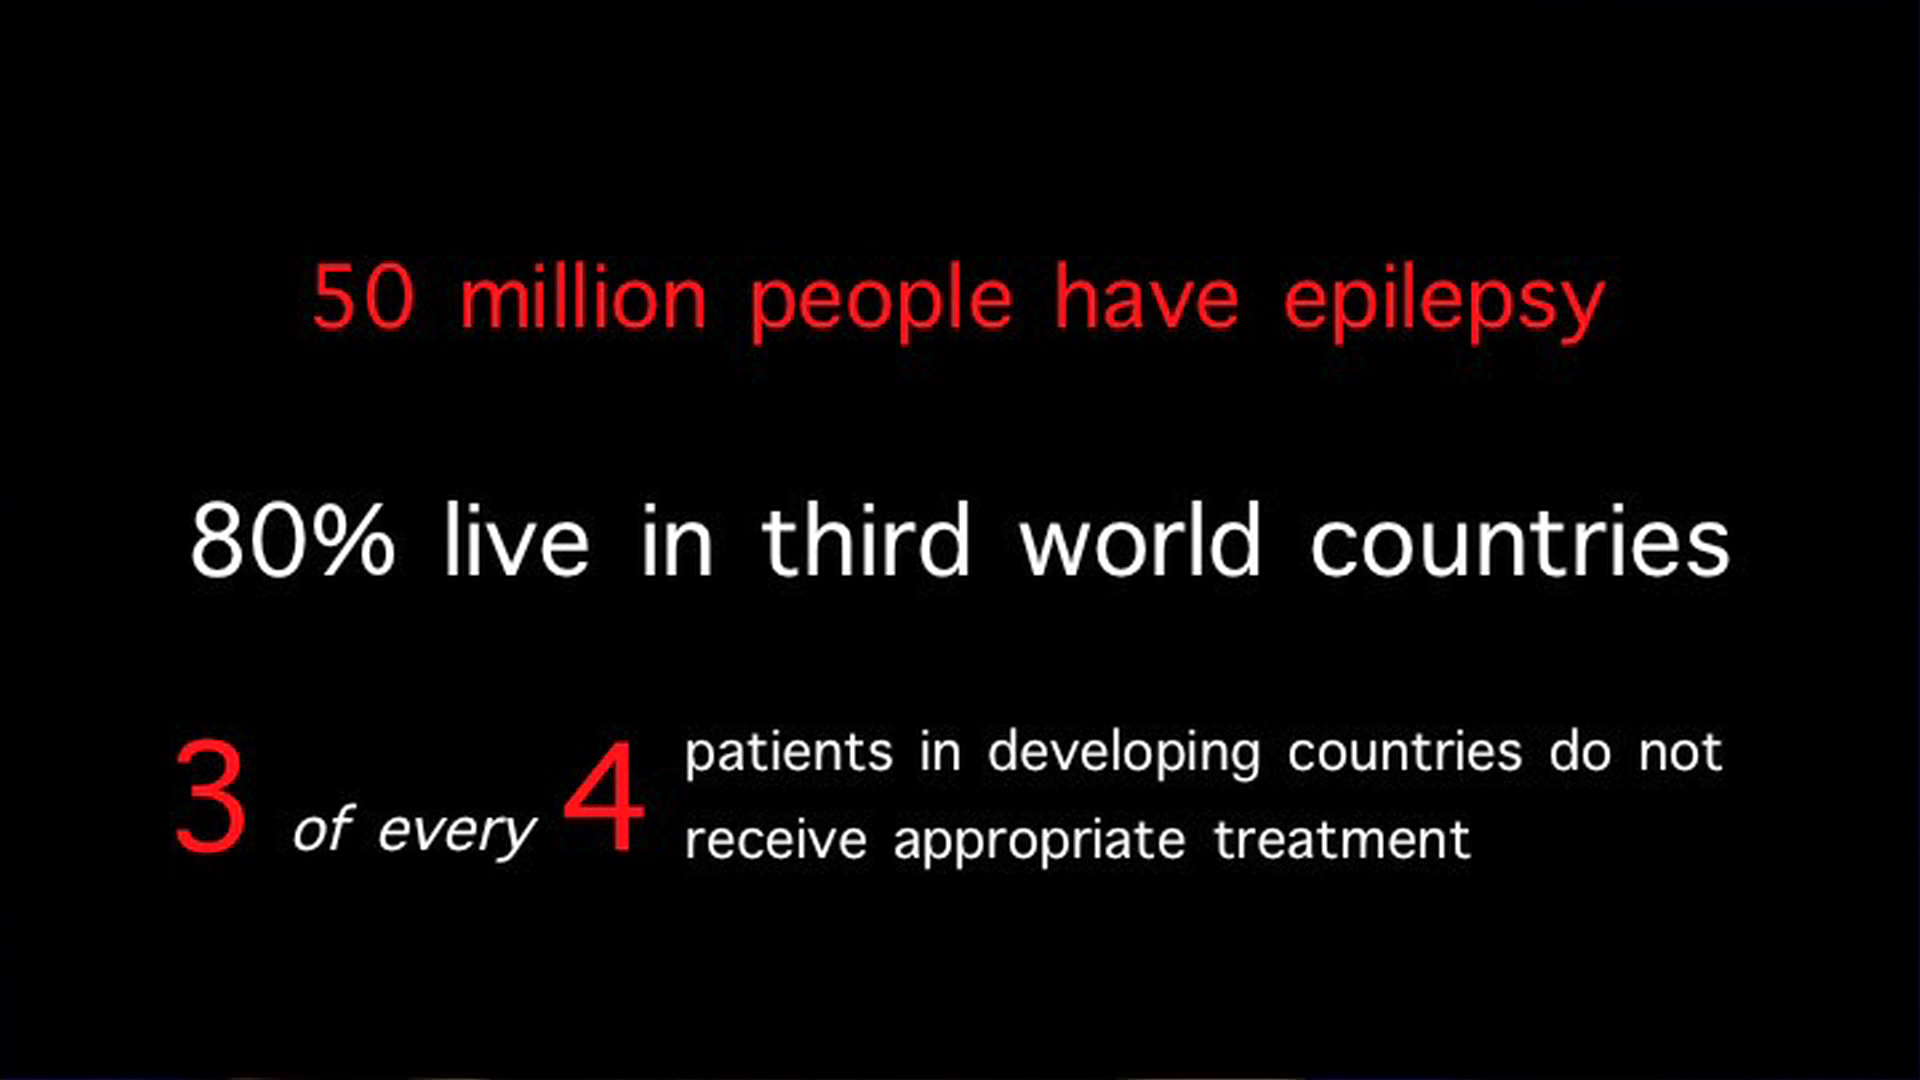 50 million people have epilepsy
80% live in third world countries
3 of every 4 patients in developing countries do not
receive appropriate treatment